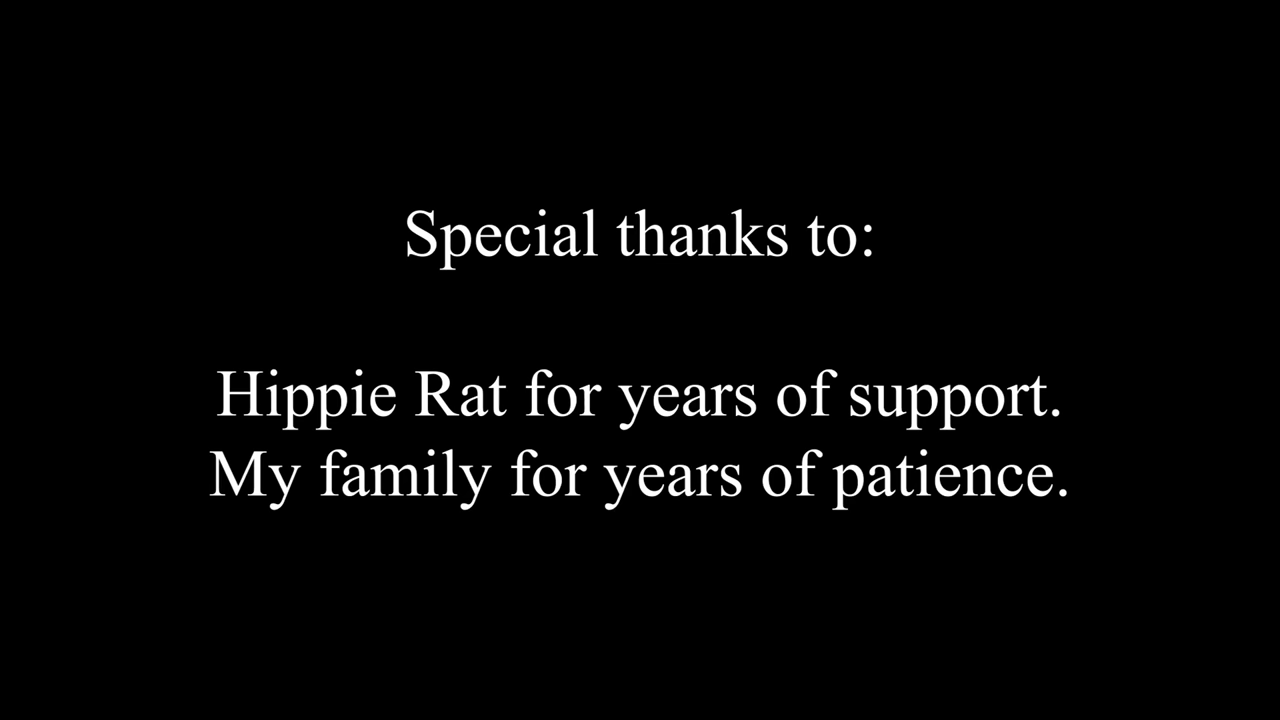 Special thanks to:
Hippie Rat for years of support.
My family for years of patience.